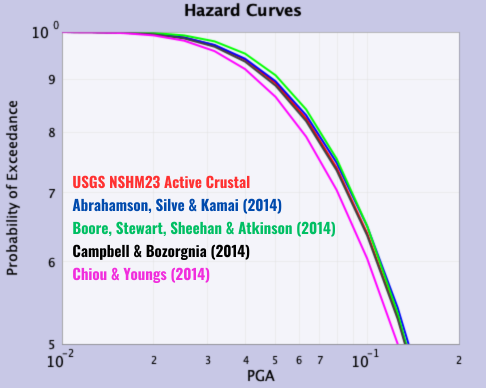 Hazard Curves
Probability of Exceedance
10^0
9
8
7
6
5
USGS NSHM23 Active Crustal
Abrahamson, Silve & Kamai (2014)
Boore, Stewart, Sheehan & Atkinson (2014)
Campbell & Bozorgnia (2014)
Chiou & Youngs (2014)
10^-2 2 3 4 5 6 7 10^-1 2
PGA